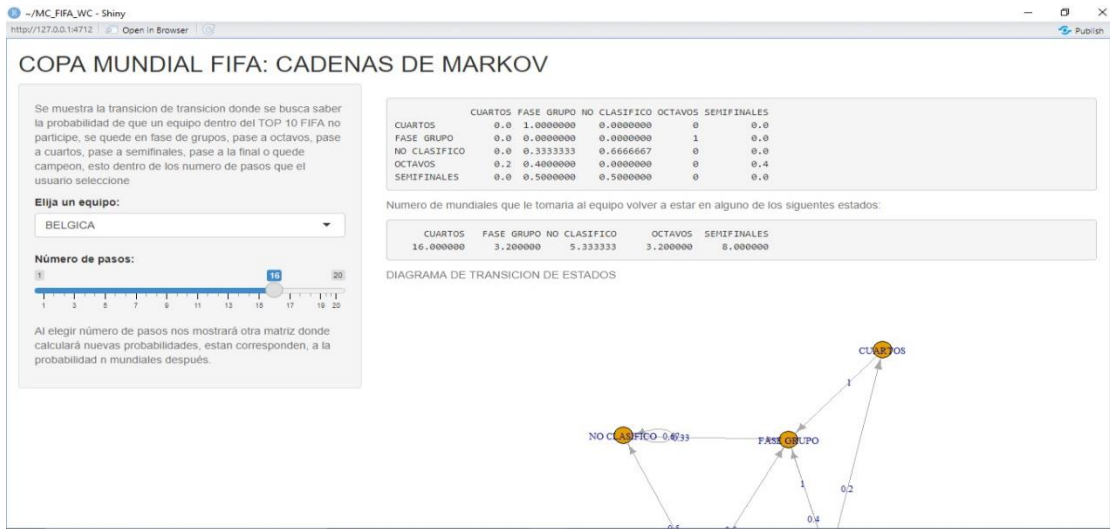 ~/MC_FIFA_WC - Shiny
http://127.0.0.1:4712 Open in Browser Publish
COPA MUNDIAL FIFA: CADENAS DE MARKOV
Se muestra la transicion de transicion donde se busca saber
la probabilidad de que un equipo dentro del TOP 10 FIFA no
participe, se quede en fase de grupos, pase a octavos, pase
a cuartos, pase a semifinales, pase a la final o quede
campeon, esto dentro de los numero de pasos que el
usuario seleccione
Elija un equipo:
BELGICA
Número de pasos:
1 16 20
1 3 5 7 9 11 13 15 17 19 20
Al elegir número de pasos nos mostrará otra matriz donde
calculará nuevas probabilidades, estan corresponden, a la
probabilidad n mundiales después.
CUARTOS FASE GRUPO NO CLASIFICO OCTAVOS SEMIFINALES
CUARTOS 0.0 1.0000000 0.0000000 0 0.0
FASE GRUPO 0.0 0.0000000 0.0000000 1 0.0
NO CLASIFICO 0.0 0.3333333 0.6666667 0 0.0
OCTAVOS 0.2 0.4000000 0.0000000 0 0.4
SEMIFINALES 0.0 0.5000000 0.5000000 0 0.0
Numero de mundiales que le tomaria al equipo volver a estar en alguno de los siguentes estados:
CUARTOS FASE GRUPO NO CLASIFICO OCTAVOS SEMIFINALES
16.000000 3.200000 5.333333 3.200000 8.000000
DIAGRAMA DE TRANSICION DE ESTADOS
CUARTOS
1
NO CLASIFICO 0.67 0.33 FASE GRUPO
1 0.2
0.4